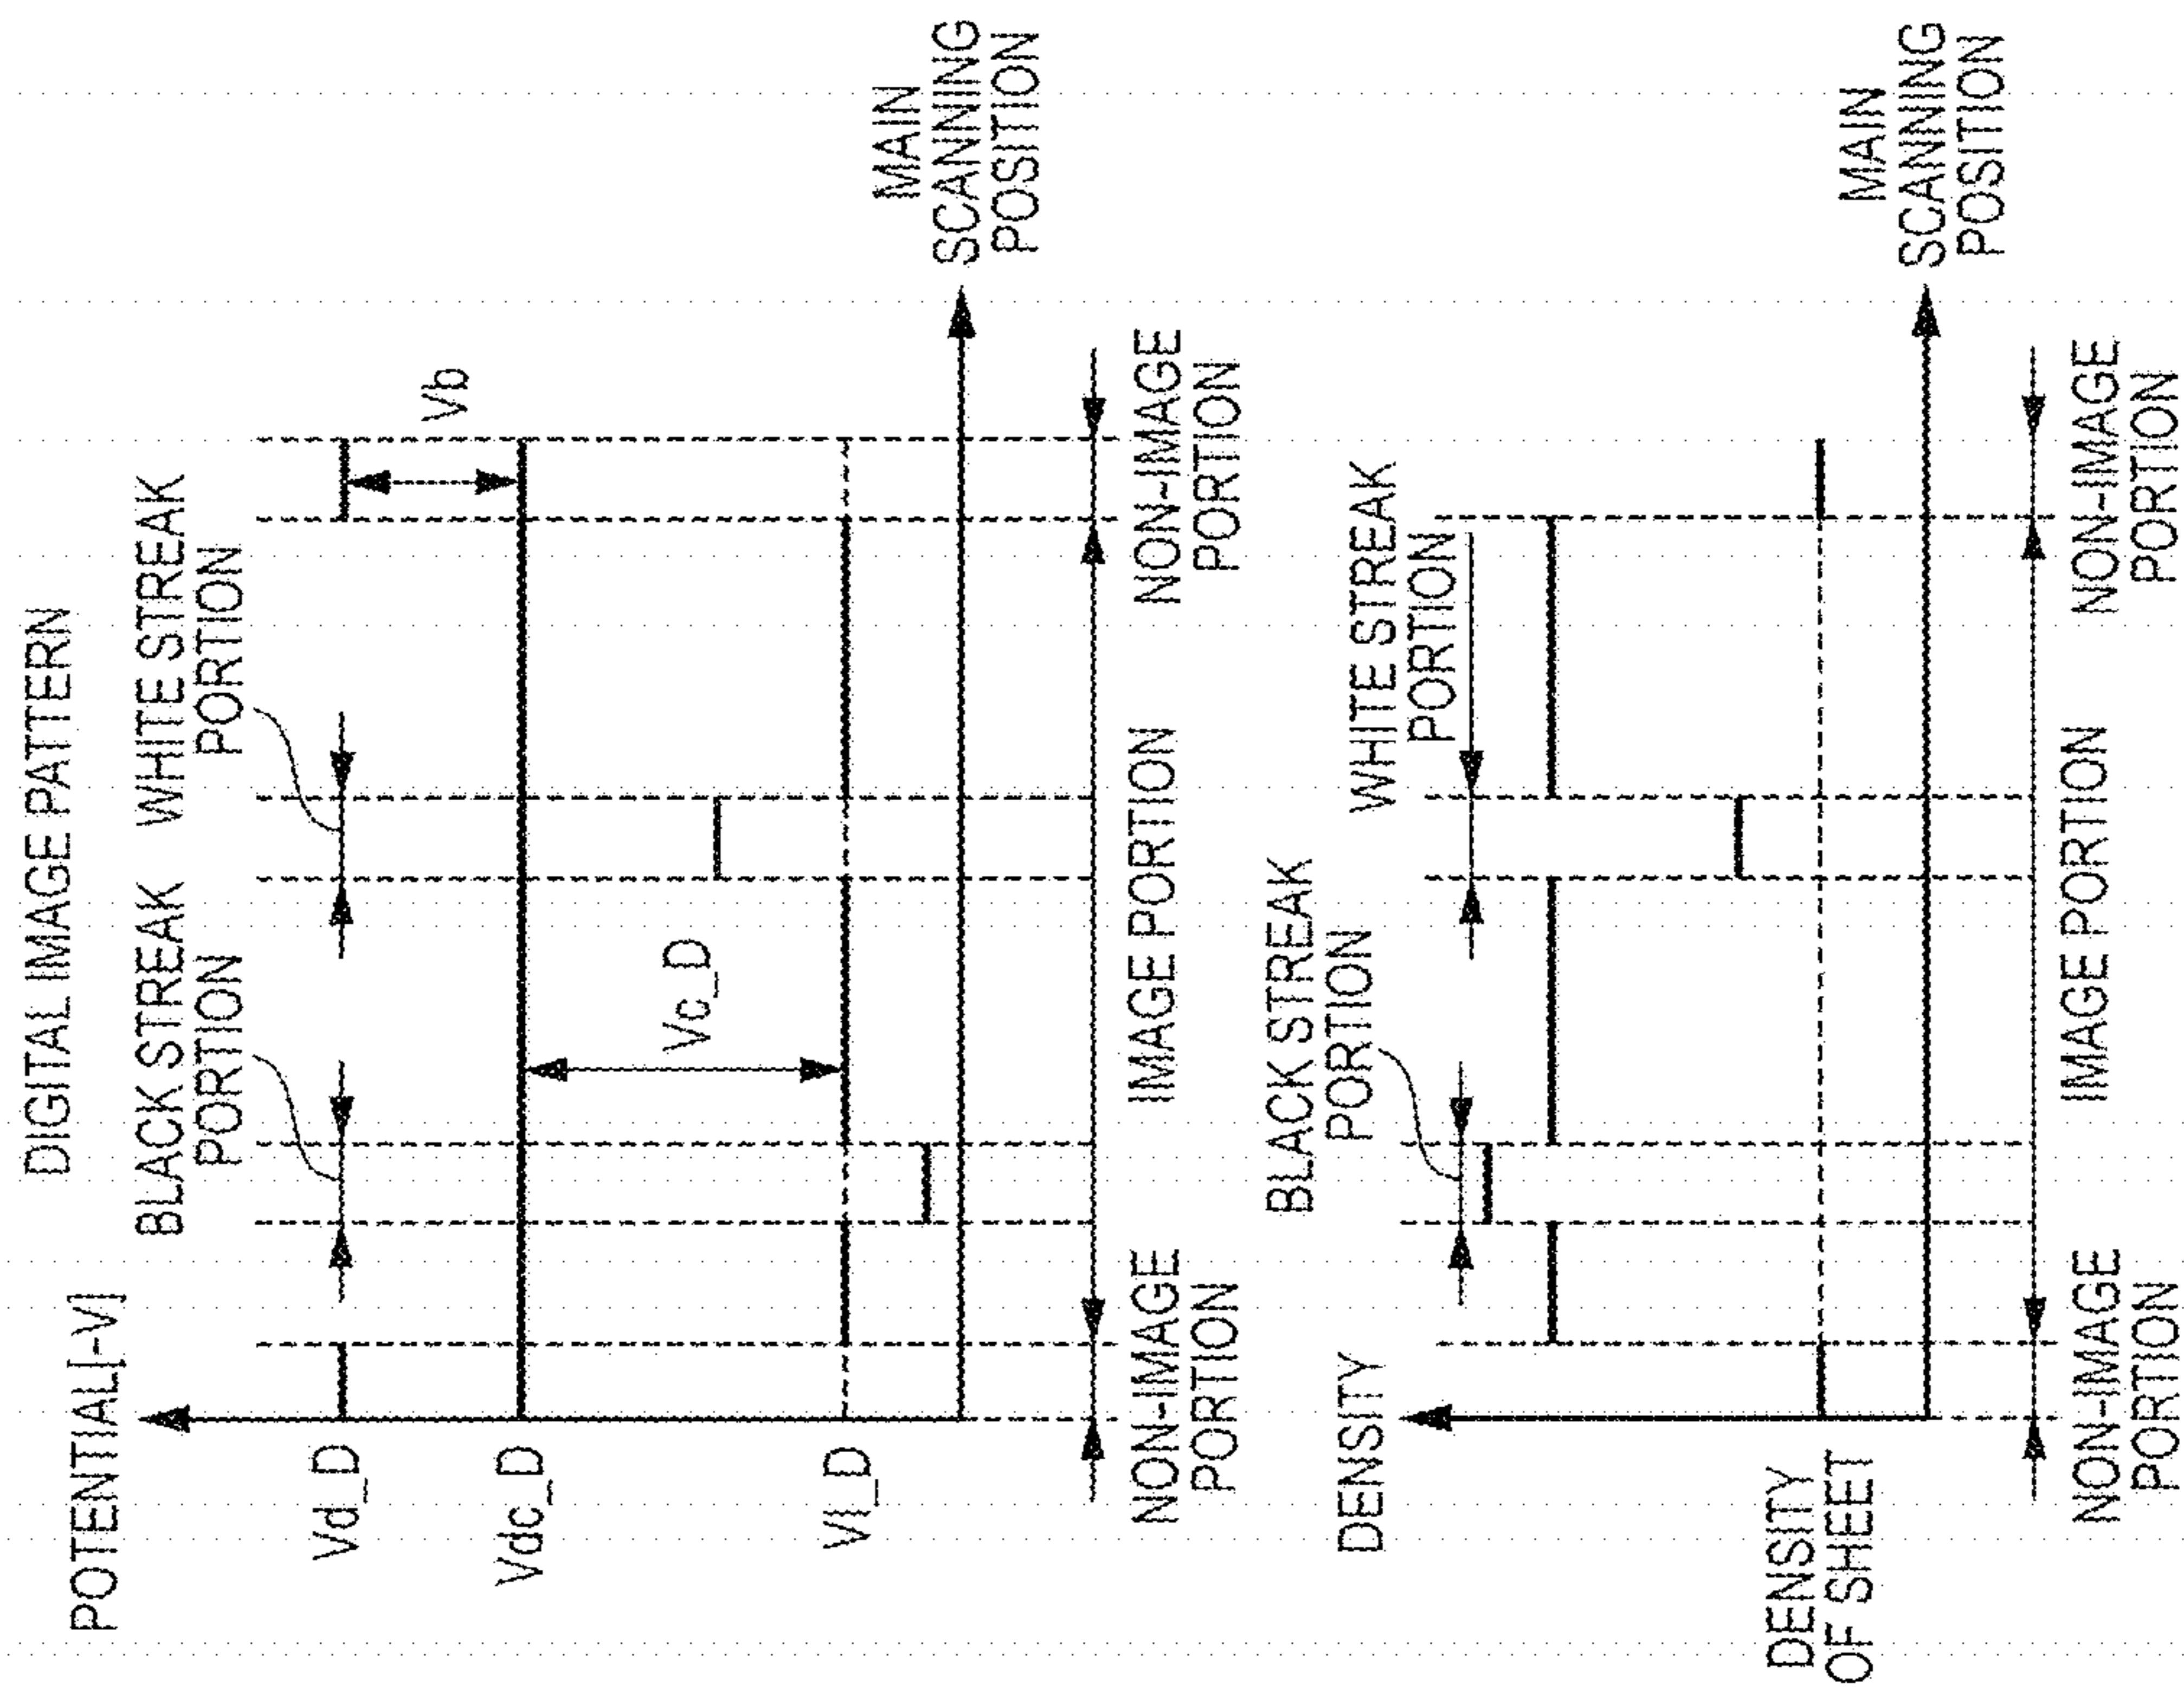 DIGITAL IMAGE PATTERN
POTENTIAL[-V]
BLACK STREAK
PORTION
WHITE STREAK
PORTION
Vd_D
Vb
Vdc_D
Vc_D
Vl_D
MAIN
SCANNING
POSITION
NON-IMAGE
PORTION
IMAGE PORTION
NON-IMAGE
PORTION
DENSITY
BLACK STREAK
PORTION
WHITE STREAK
PORTION
DENSITY
OF SHEET
MAIN
SCANNING
POSITION
NON-IMAGE
PORTION
IMAGE PORTION
NON-IMAGE
PORTION